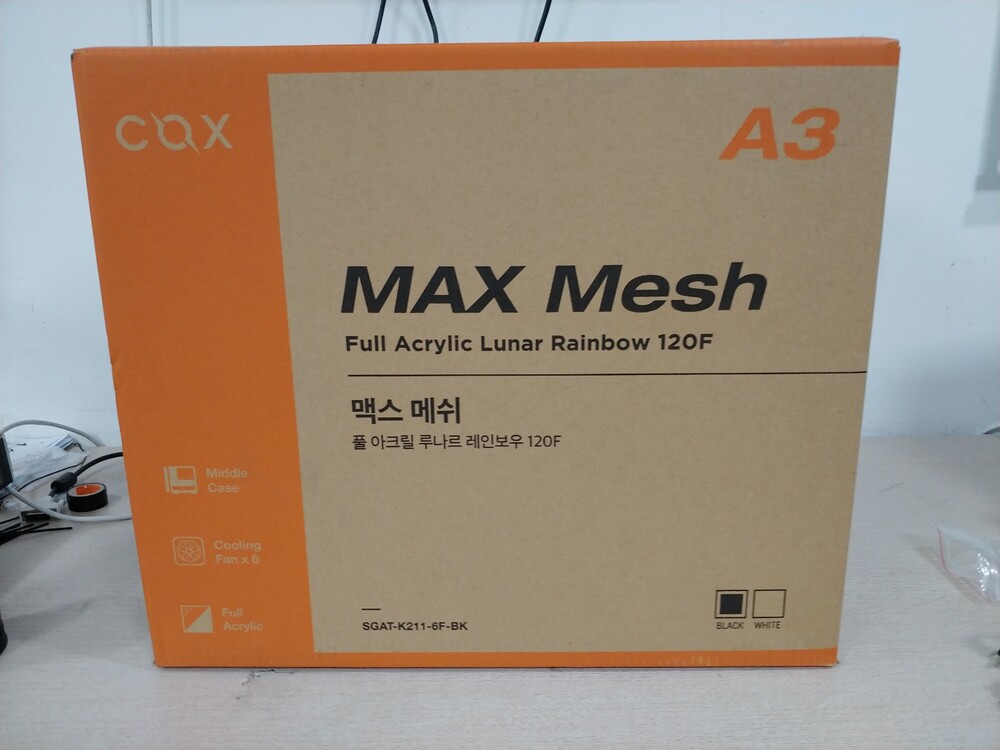 COX
A3
MAX Mesh
Full Acrylic Lunar Rainbow 120F
맥스 메쉬
풀 아크릴 루나르 레인보우 120F
Middle
Case
Cooling
Fan x 6
Full
Acrylic
SGAT-K211-6F-BK
BLACK WHITE